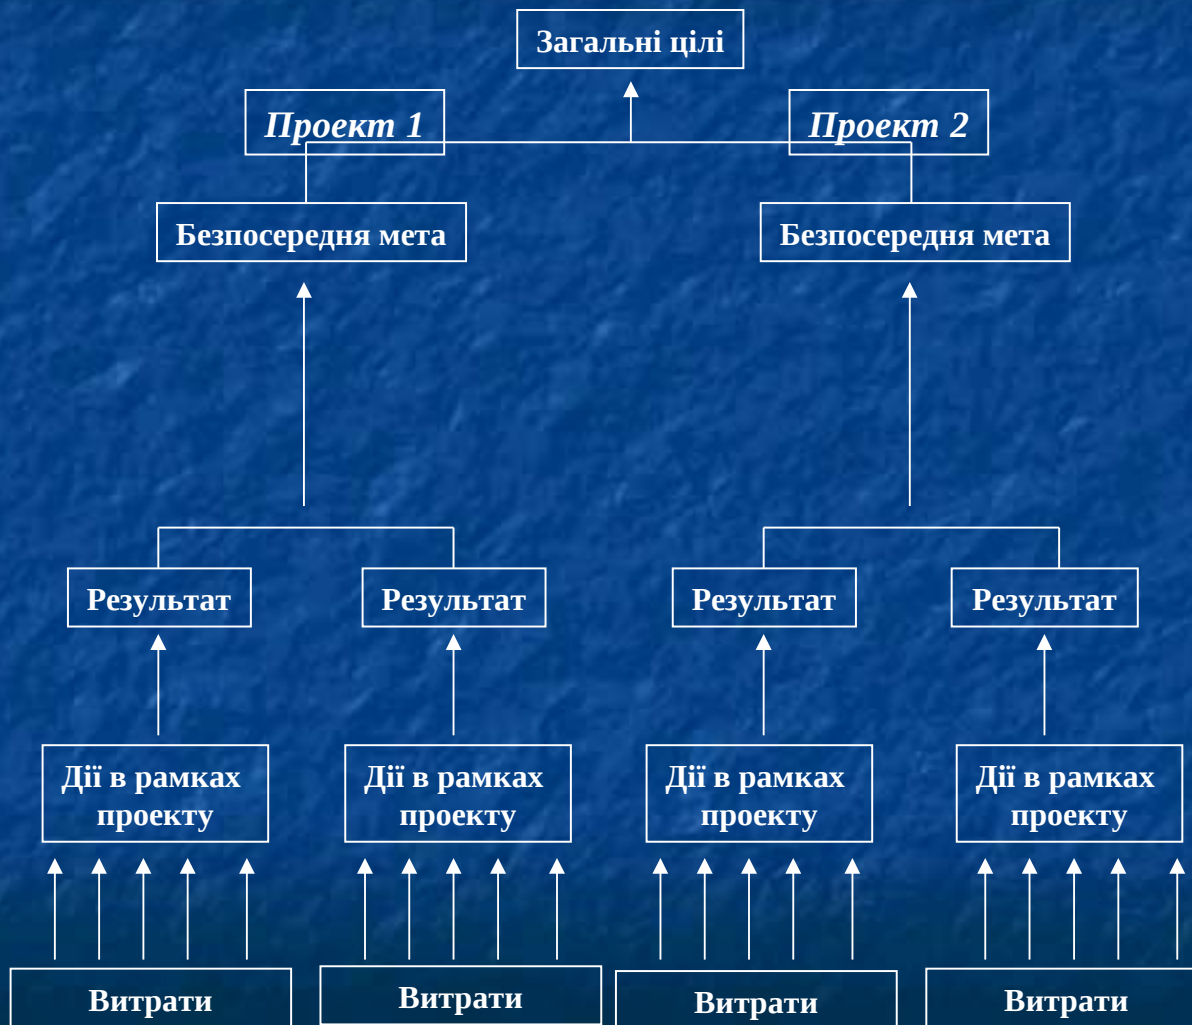 Загальні цілі
Проект 1
Проект 2
Безпосередня мета
Безпосередня мета
Результат
Результат
Результат
Результат
Дії в рамках
проекту
Дії в рамках
проекту
Дії в рамках
проекту
Дії в рамках
проекту
Витрати
Витрати
Витрати
Витрати